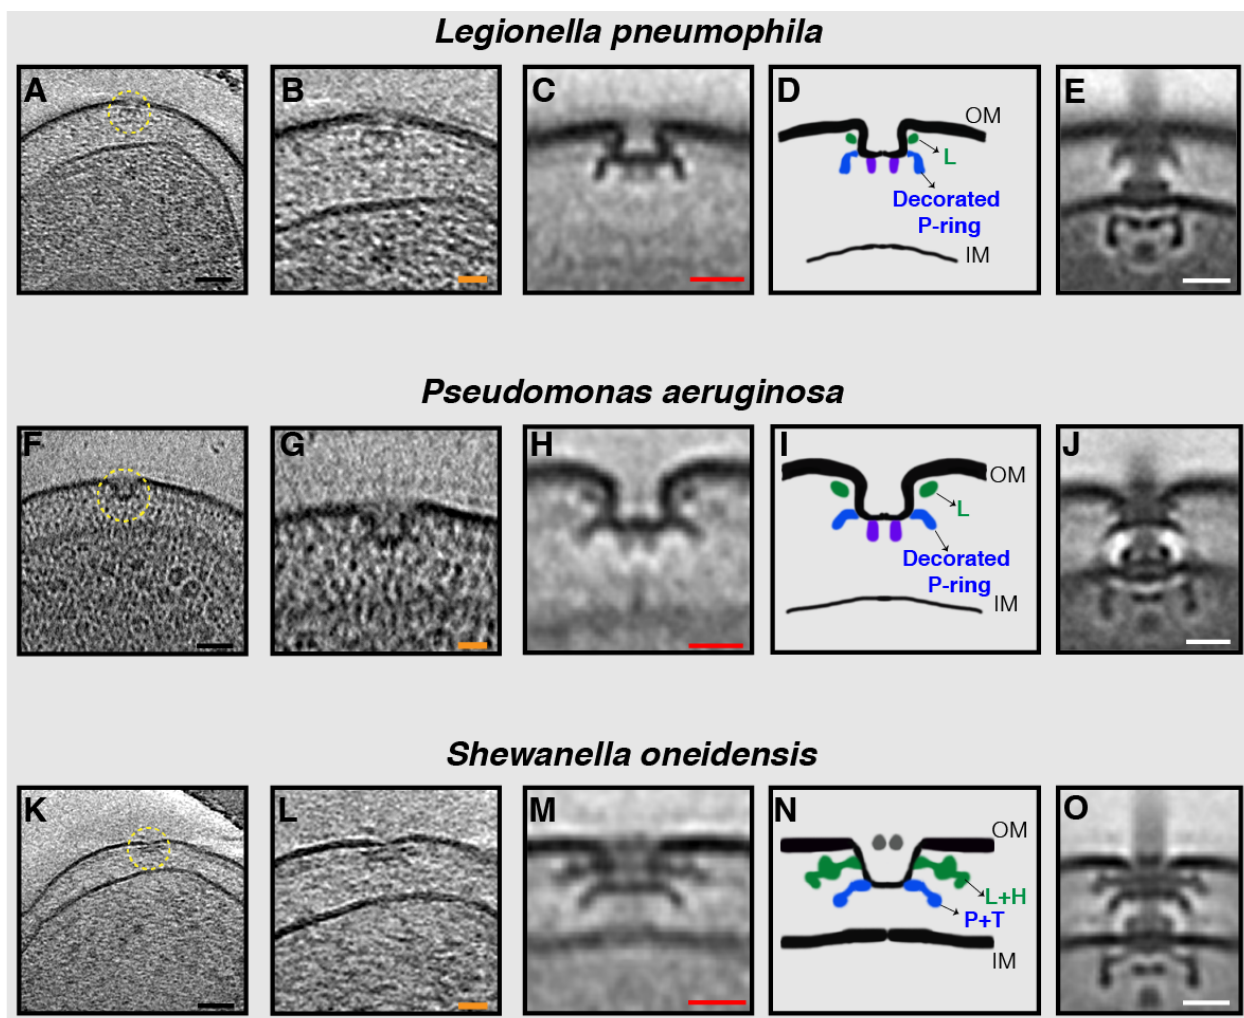 Legionella pneumophila
A
B
C
D
E
OM
L
Decorated
P-ring
IM
Pseudomonas aeruginosa
F
G
H
I
J
OM
L
Decorated
P-ring
IM
Shewanella oneidensis
K
L
M
N
O
OM
L+H
P+T
IM